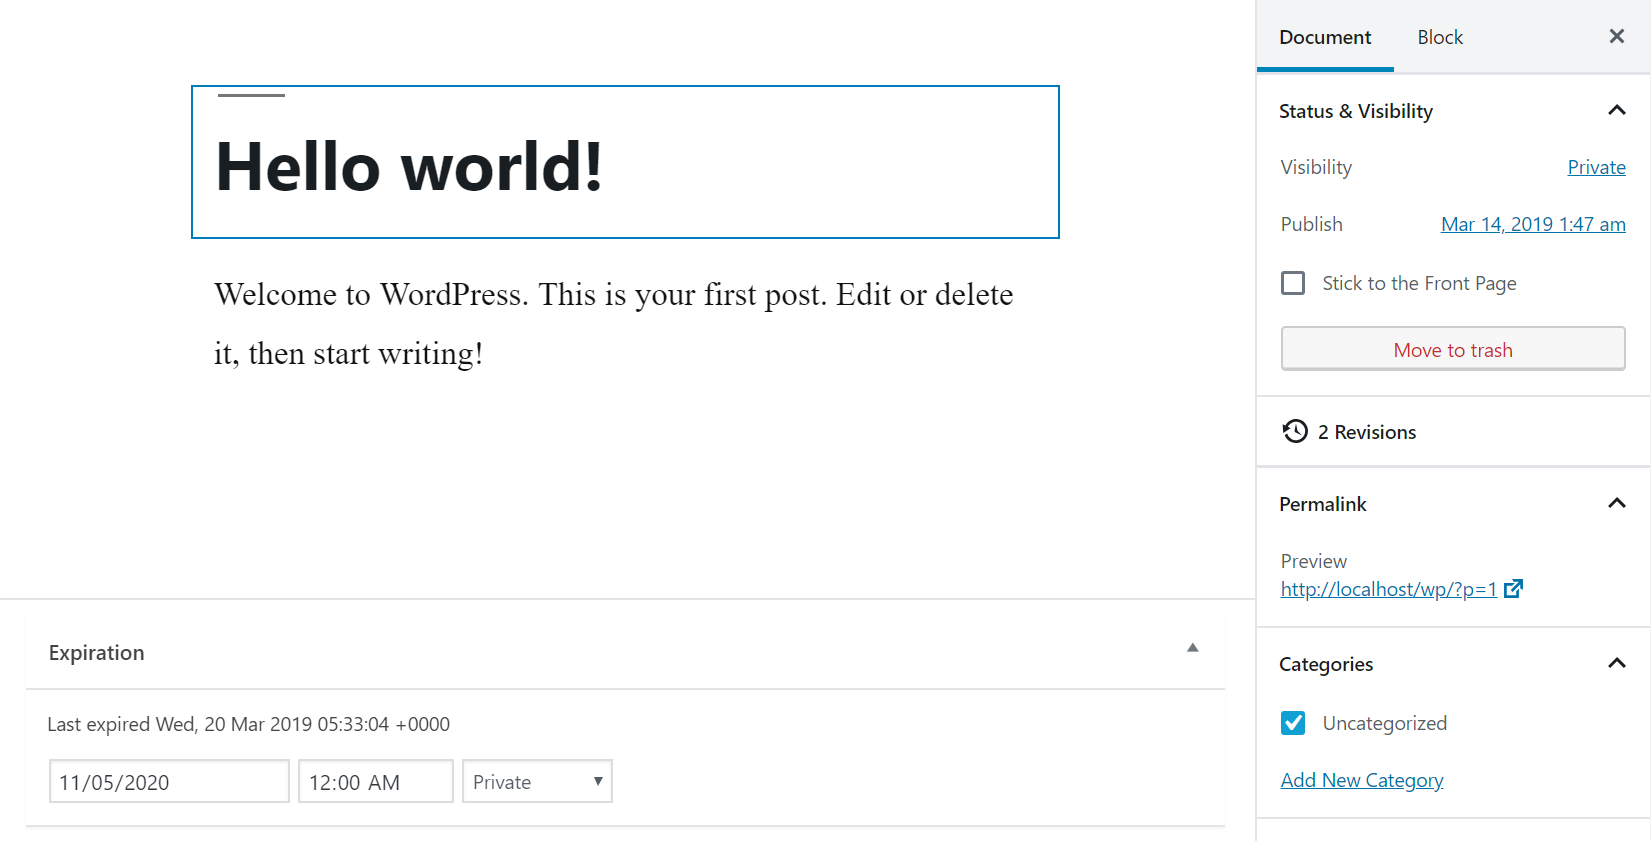 Hello world!
Welcome to WordPress. This is your first post. Edit or delete
it, then start writing!
Expiration
Last expired Wed, 20 Mar 2019 05:33:04 +0000
11/05/2020 12:00 AM Private
Document Block
Status & Visibility
Visibility Private
Publish Mar 14, 2019 1:47 am
Stick to the Front Page
Move to trash
2 Revisions
Permalink
Preview
http://localhost/wp/?p=1
Categories
Uncategorized
Add New Category